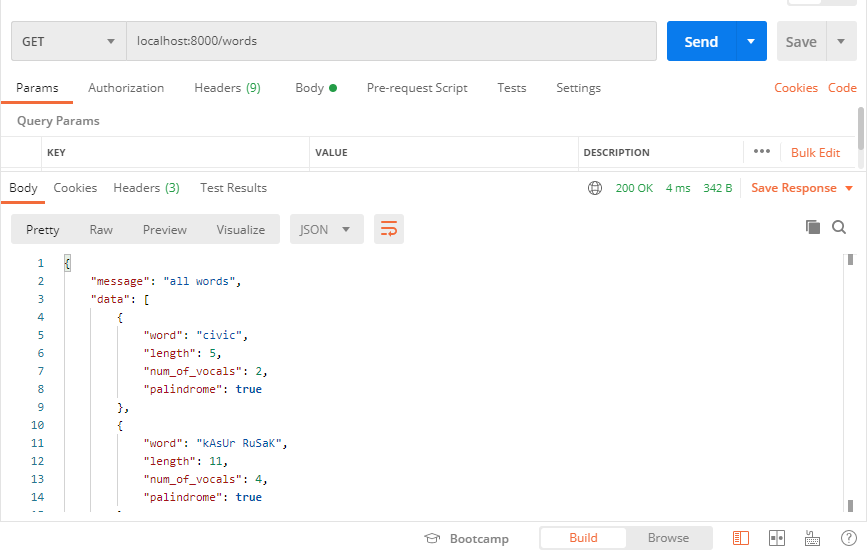 GET localhost:8000/words Send Save
Params Authorization Headers (9) Body Pre-request Script Tests Settings Cookies Code
Query Params
KEY VALUE DESCRIPTION ••• Bulk Edit
Body Cookies Headers (3) Test Results 200 OK 4 ms 342 B Save Response
Pretty Raw Preview Visualize JSON
1 {
2 "message": "all words",
3 "data": [
4 {
5 "word": "civic",
6 "length": 5,
7 "num_of_vocals": 2,
8 "palindrome": true
9 },
10 {
11 "word": "kAsUr RuSaK",
12 "length": 11,
13 "num_of_vocals": 4,
14 "palindrome": true
Bootcamp Build Browse ?